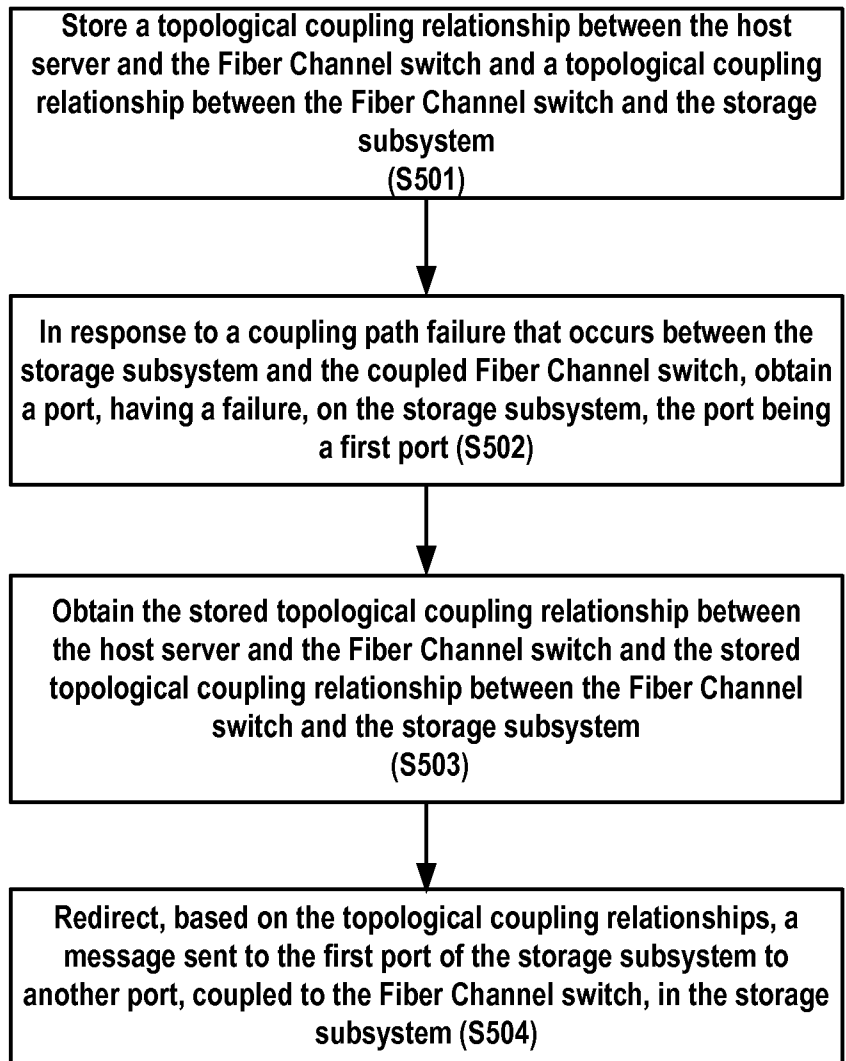 Store a topological coupling relationship between the host
server and the Fiber Channel switch and a topological coupling
relationship between the Fiber Channel switch and the storage
subsystem
(S501)
In response to a coupling path failure that occurs between the
storage subsystem and the coupled Fiber Channel switch, obtain
a port, having a failure, on the storage subsystem, the port being
a first port (S502)
Obtain the stored topological coupling relationship between
the host server and the Fiber Channel switch and the stored
topological coupling relationship between the Fiber Channel
switch and the storage subsystem
(S503)
Redirect, based on the topological coupling relationships, a
message sent to the first port of the storage subsystem to
another port, coupled to the Fiber Channel switch, in the storage
subsystem (S504)